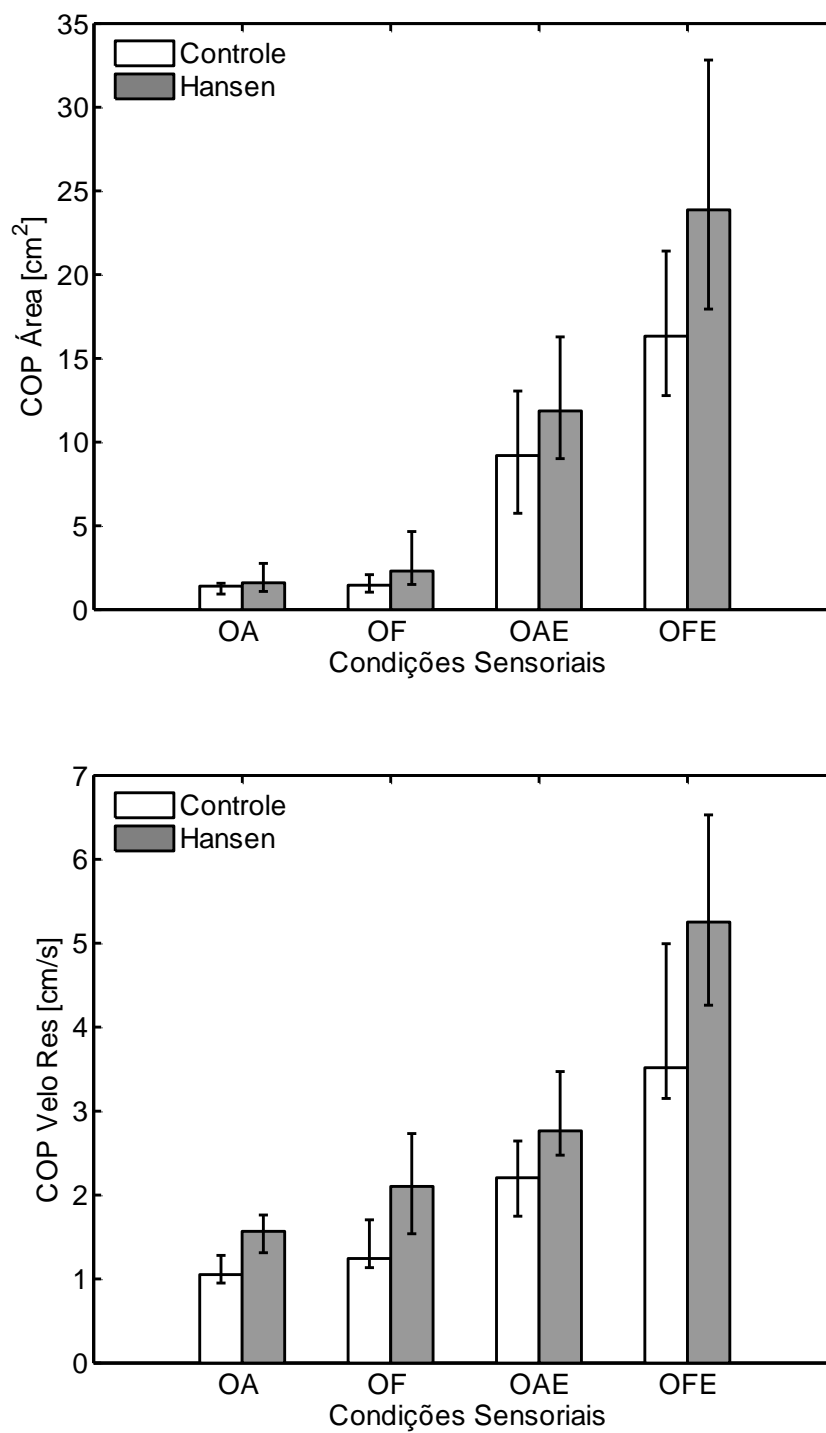 35
30
25
20
15
10
5
0
COP Área [cm²]
Controle
Hansen
OA OF OAE OFE
Condições Sensoriais
7
6
5
4
3
2
1
0
COP Velo Res [cm/s]
Controle
Hansen
OA OF OAE OFE
Condições Sensoriais